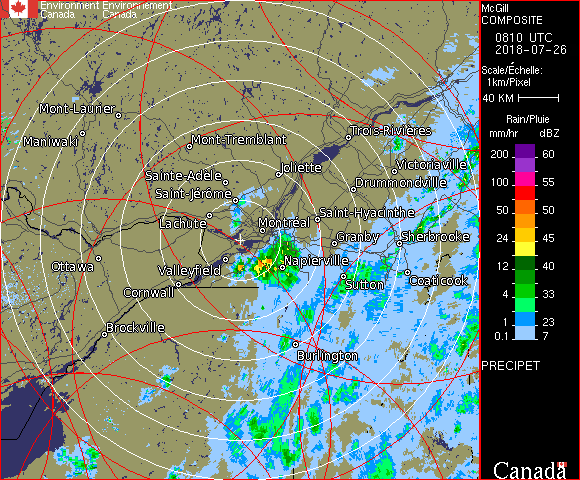 Environment Environnement
Canada Canada
Mont-Laurier
Maniwaki
Mont-Tremblant
Trois-Rivières
Sainte-Adèle
Joliette
Victoriaville
Saint-Jérôme
Drummondville
Lachute
Montréal
Saint-Hyacinthe
Granby
Sherbrooke
Ottawa
Valleyfield
Napierville
Cornwall
Sutton
Coaticook
Brockville
Burlington
McGill
COMPOSITE
0810 UTC
2018-07-26
Scale/Échelle:
1km/Pixel
40 KM
Rain/Pluie
mm/hr dBZ
200 60
100 55
50 50
24 45
12 40
4 33
1 23
0.1 7
PRECIPET
Canada